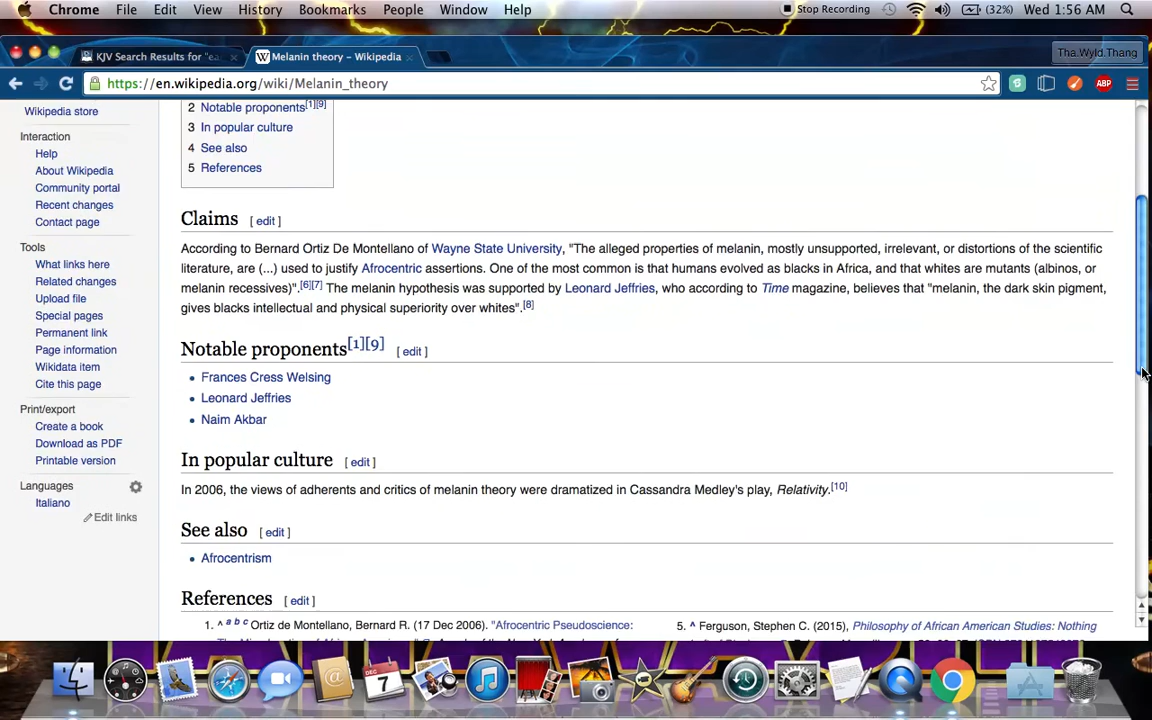 Chrome File Edit View History Bookmarks People Window Help Stop Recording (32%) Wed 1:56 AM
KJV Search Results for "ea Melanin theory – Wikipedia Tha.Wyld.Thang
https://en.wikipedia.org/wiki/Melanin_theory ABP
Wikipedia store
Interaction
Help
About Wikipedia
Community portal
Recent changes
Contact page
Tools
What links here
Related changes
Upload file
Special pages
Permanent link
Page information
Wikidata item
Cite this page
Print/export
Create a book
Download as PDF
Printable version
Languages
Italiano
Edit links
2 Notable proponents[1][9]
3 In popular culture
4 See also
5 References
Claims [ edit ]
According to Bernard Ortiz De Montellano of Wayne State University, "The alleged properties of melanin, mostly unsupported, irrelevant, or distortions of the scientific
literature, are (...) used to justify Afrocentric assertions. One of the most common is that humans evolved as blacks in Africa, and that whites are mutants (albinos, or
melanin recessives)".[6][7] The melanin hypothesis was supported by Leonard Jeffries, who according to Time magazine, believes that "melanin, the dark skin pigment,
gives blacks intellectual and physical superiority over whites".[8]
Notable proponents[1][9] [ edit ]
• Frances Cress Welsing
• Leonard Jeffries
• Naim Akbar
In popular culture [ edit ]
In 2006, the views of adherents and critics of melanin theory were dramatized in Cassandra Medley's play, Relativity.[10]
See also [ edit ]
• Afrocentrism
References [ edit ]
1. ^ a b c Ortiz de Montellano, Bernard R. (17 Dec 2006). "Afrocentric Pseudoscience:
5. ^ Ferguson, Stephen C. (2015), Philosophy of African American Studies: Nothing
DEC
7